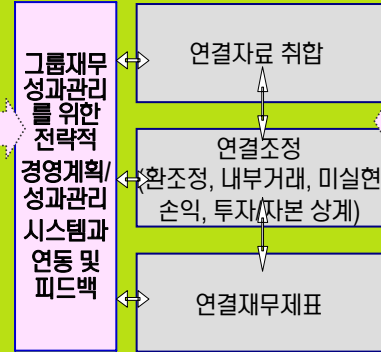 그룹재무
성과관리
를 위한
전략적
경영계획/
성과관리
시스템과
연동 및
피드백
연결자료 취합
연결조정
(환조정, 내부거래, 미실현
손익, 투자/자본 상계)
연결재무제표